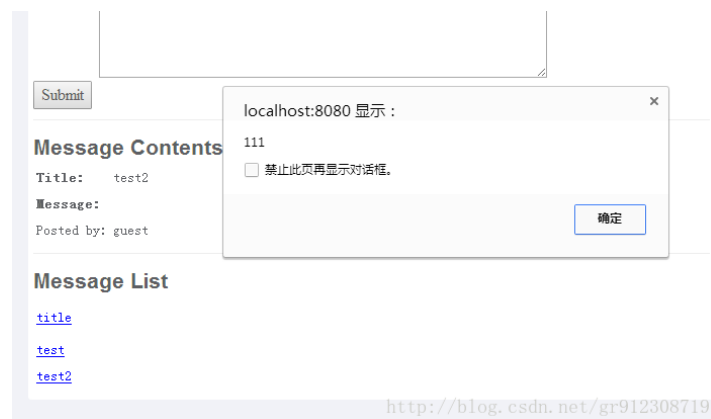 Submit
localhost:8080 显示：
111
禁止此页再显示对话框。
确定
Message Contents
Title: test2
Message:
Posted by: guest
Message List
title
test
test2
http://blog.csdn.net/gr912308719